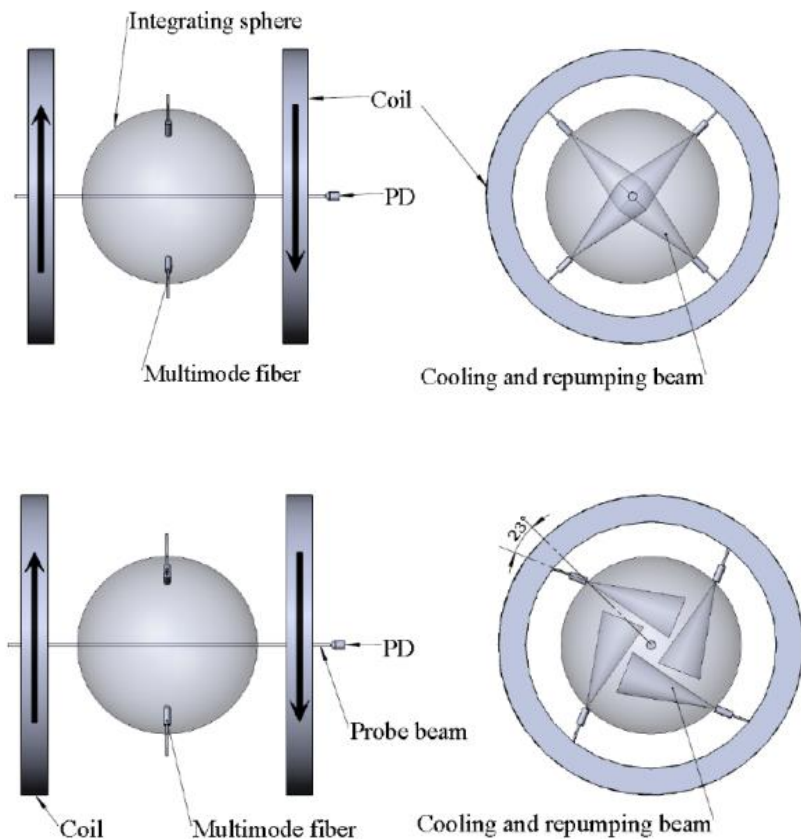 Integrating sphere
Coil
PD
Multimode fiber
Cooling and repumping beam
23°
PD
Probe beam
Coil
Multimode fiber
Cooling and repumping beam